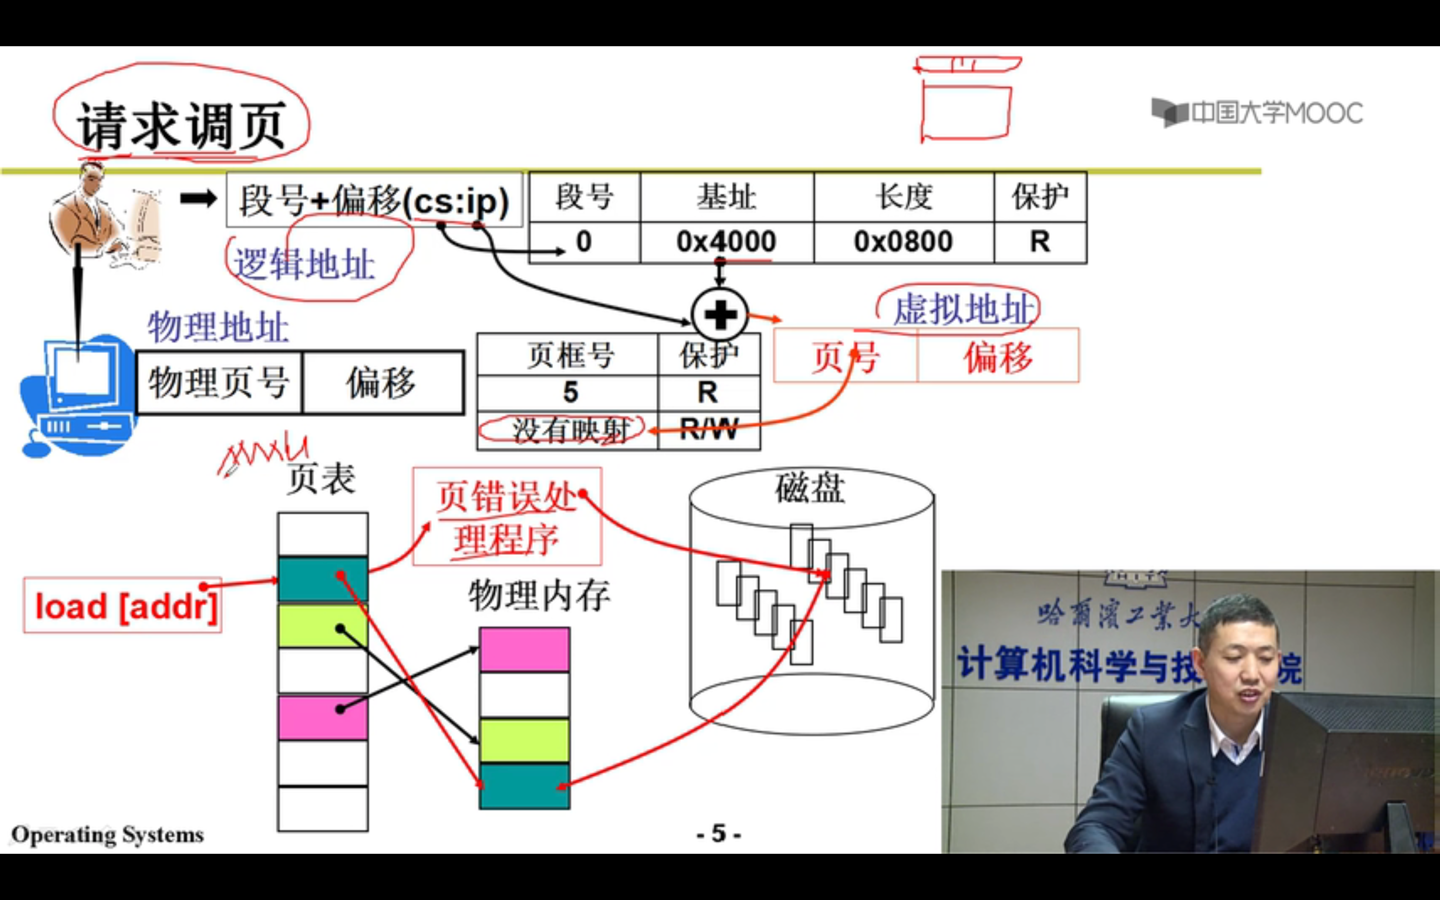 请求调页
中国大学MOOC
段号+偏移(cs:ip)
段号 基址 长度 保护
0 0x4000 0x0800 R
逻辑地址
物理地址
虚拟地址
物理页号 偏移
页框号 保护
5 R
没有映射 R/W
页号 偏移
页表
页错误处
理程序
磁盘
load [addr]
物理内存
哈尔滨工业大
计算机科学与技 院
Operating Systems
- 5 -